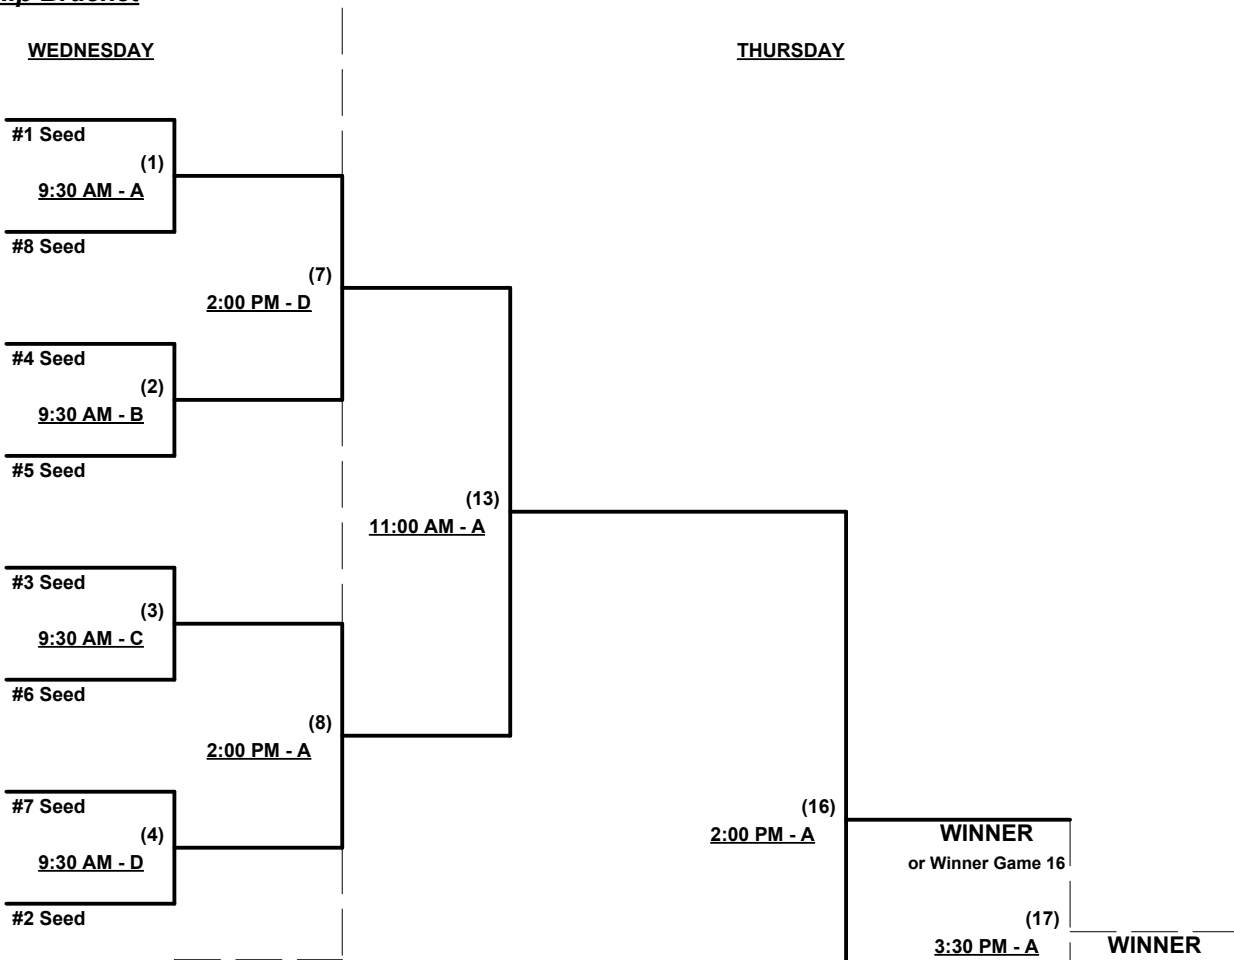 Bracket
WEDNESDAY
THURSDAY
#1 Seed
(1)
9:30 AM - A
#8 Seed
(7)
2:00 PM - D
#4 Seed
(2)
9:30 AM - B
#5 Seed
(13)
11:00 AM - A
#3 Seed
(3)
9:30 AM - C
#6 Seed
(8)
2:00 PM - A
#7 Seed
(4)
9:30 AM - D
#2 Seed
(16)
2:00 PM - A
WINNER
or Winner Game 16
(17)
3:30 PM - A
WINNER